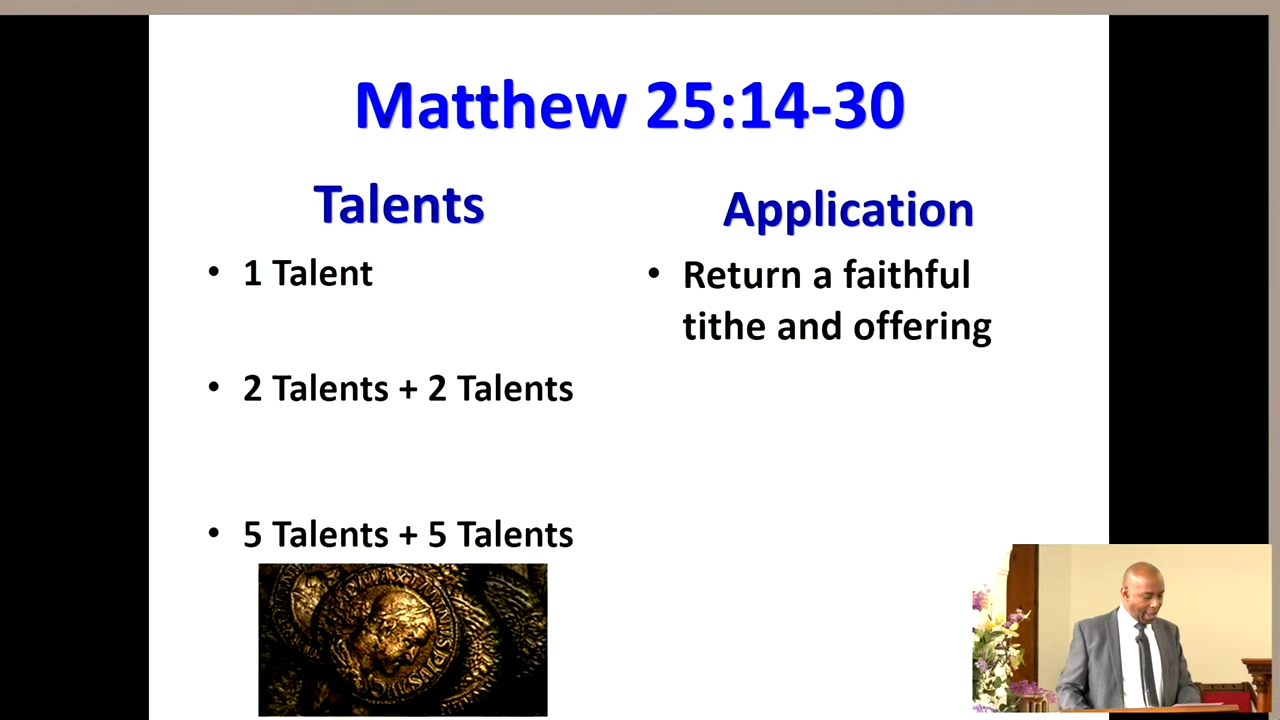 Matthew 25:14-30
Talents
• 1 Talent
• 2 Talents + 2 Talents
• 5 Talents + 5 Talents
Application
• Return a faithful
tithe and offering